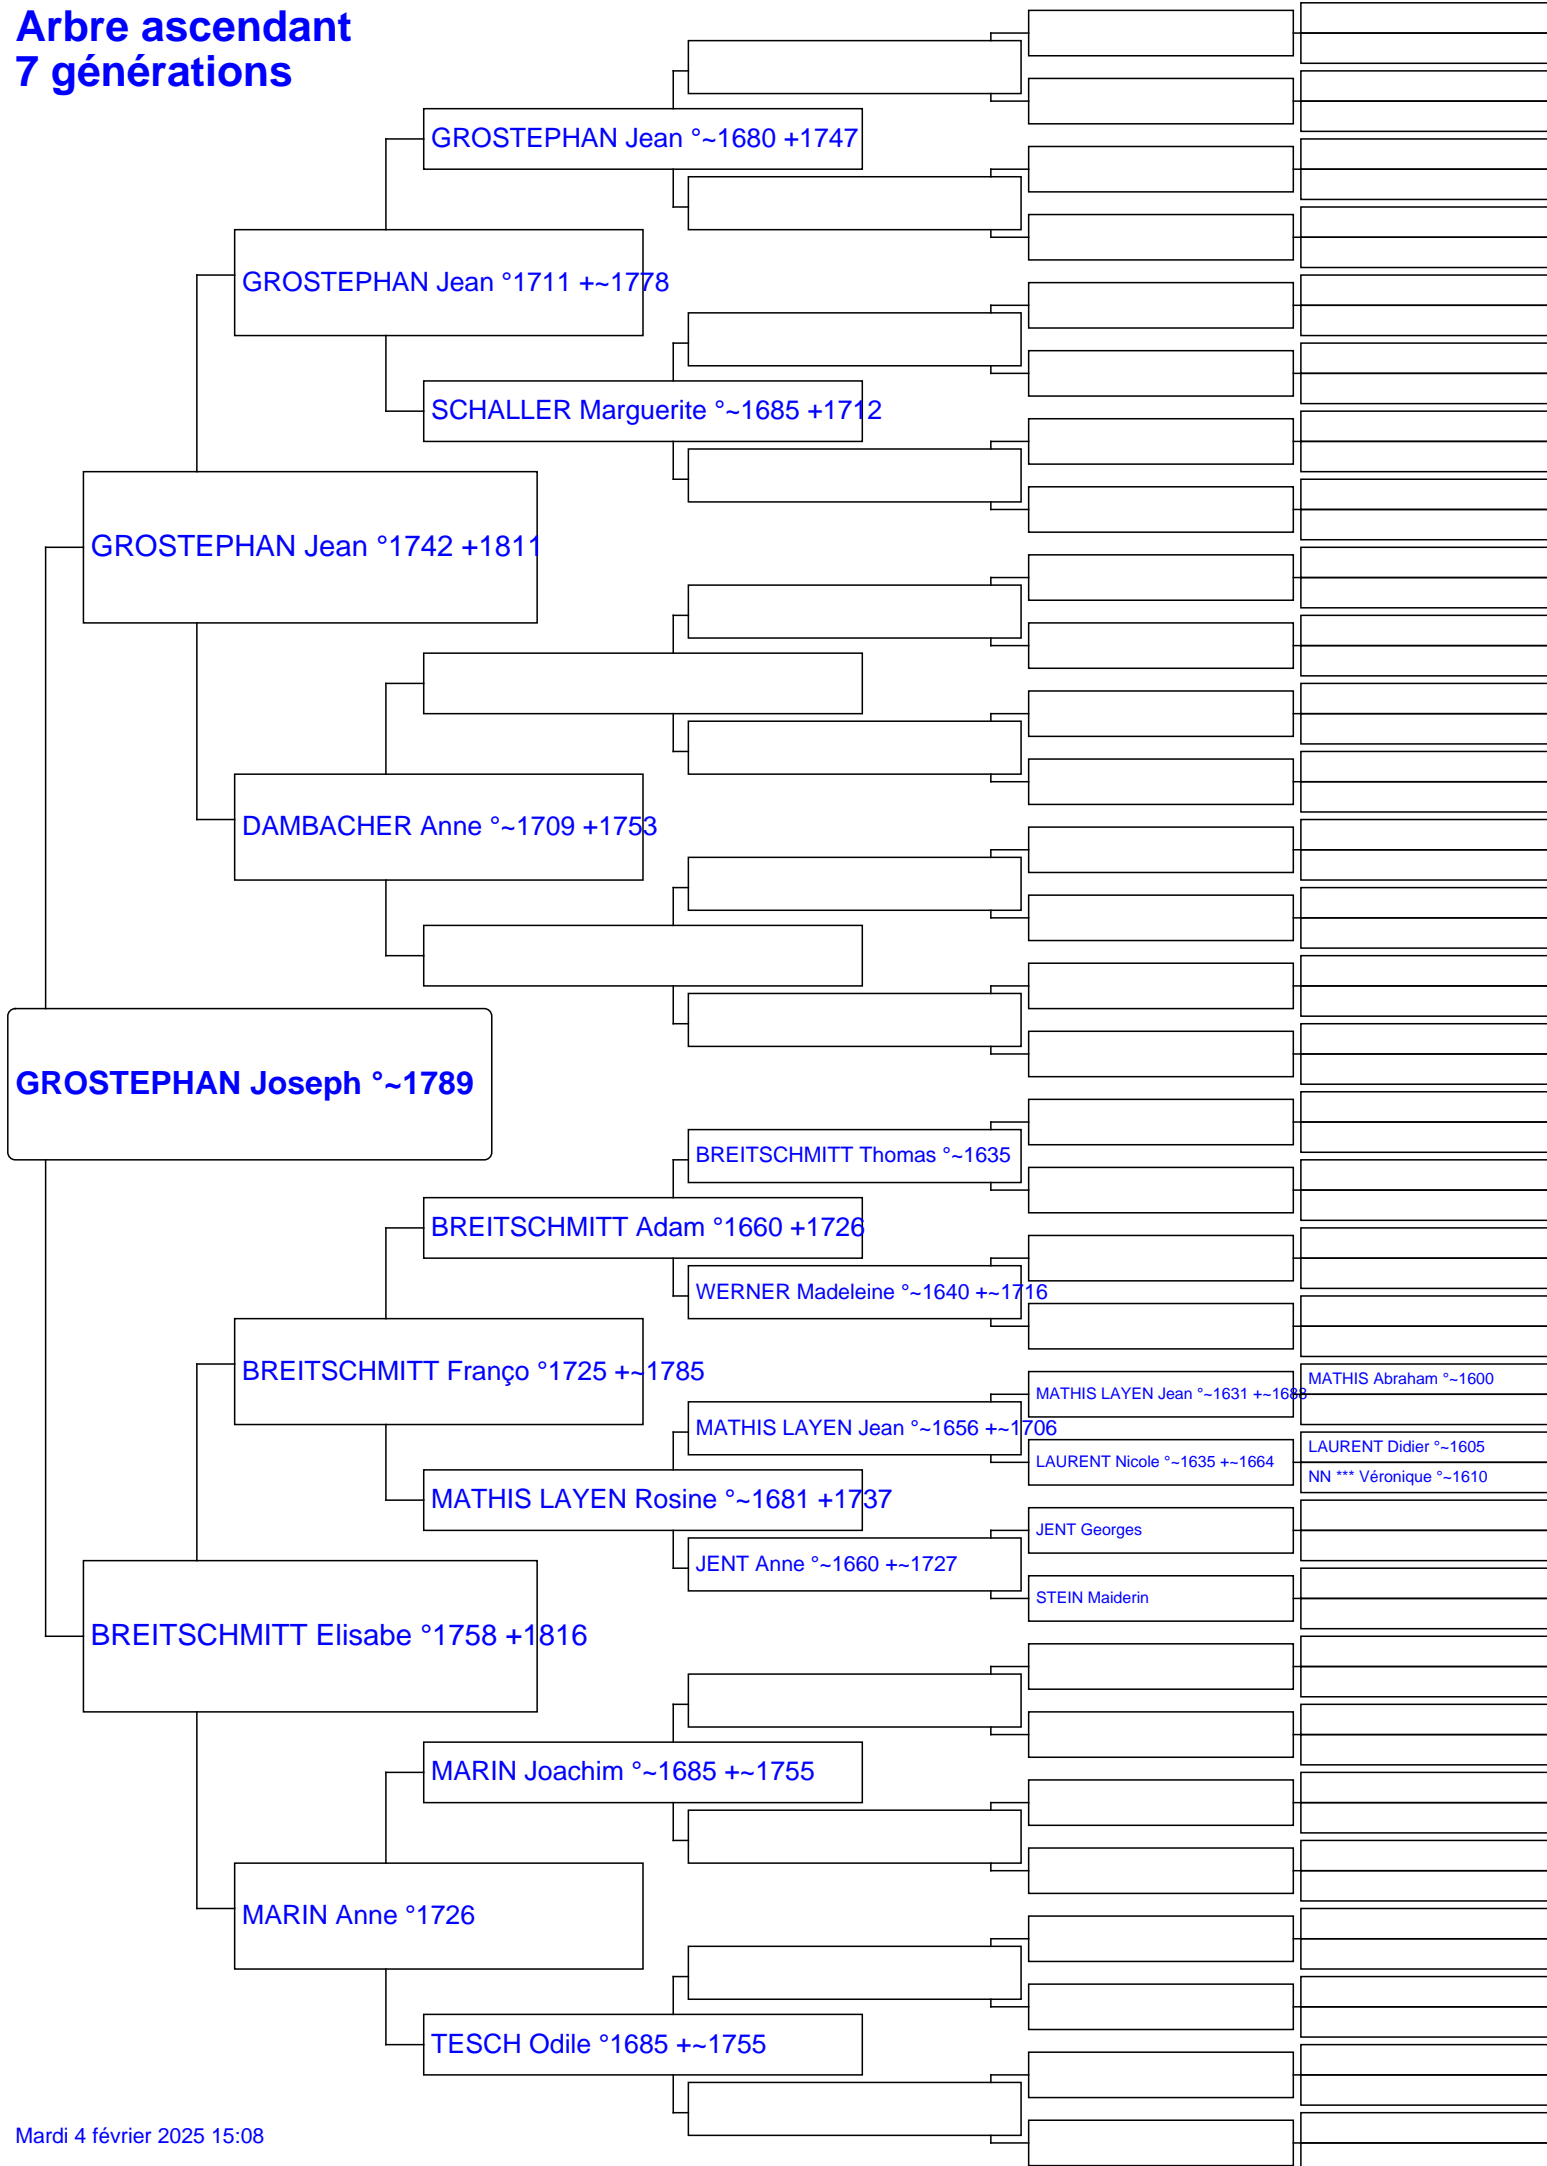 Arbre ascendant
7 générations
GROSTEPHAN Jean °~1680 +1747
GROSTEPHAN Jean °1711 +~1778
SCHALLER Marguerite °~1685 +1712
GROSTEPHAN Jean °1742 +1811
DAMBACHER Anne °~1709 +1753
GROSTEPHAN Joseph °~1789
BREITSCHMITT Thomas °~1635
BREITSCHMITT Adam °1660 +1726
WERNER Madeleine °~1640 +~1716
BREITSCHMITT Franço °1725 +~1785
MATHIS Abraham °~1600
MATHIS LAYEN Jean °~1631 +~1688
MATHIS LAYEN Jean °~1656 +~1706
LAURENT Didier °~1605
LAURENT Nicole °~1635 +~1664
NN *** Véronique °~1610
MATHIS LAYEN Rosine °~1681 +1737
JENT Georges
JENT Anne °~1660 +~1727
STEIN Maiderin
BREITSCHMITT Elisabe °1758 +1816
MARIN Joachim °~1685 +~1755
MARIN Anne °1726
TESCH Odile °1685 +~1755
Mardi 4 février 2025 15:08